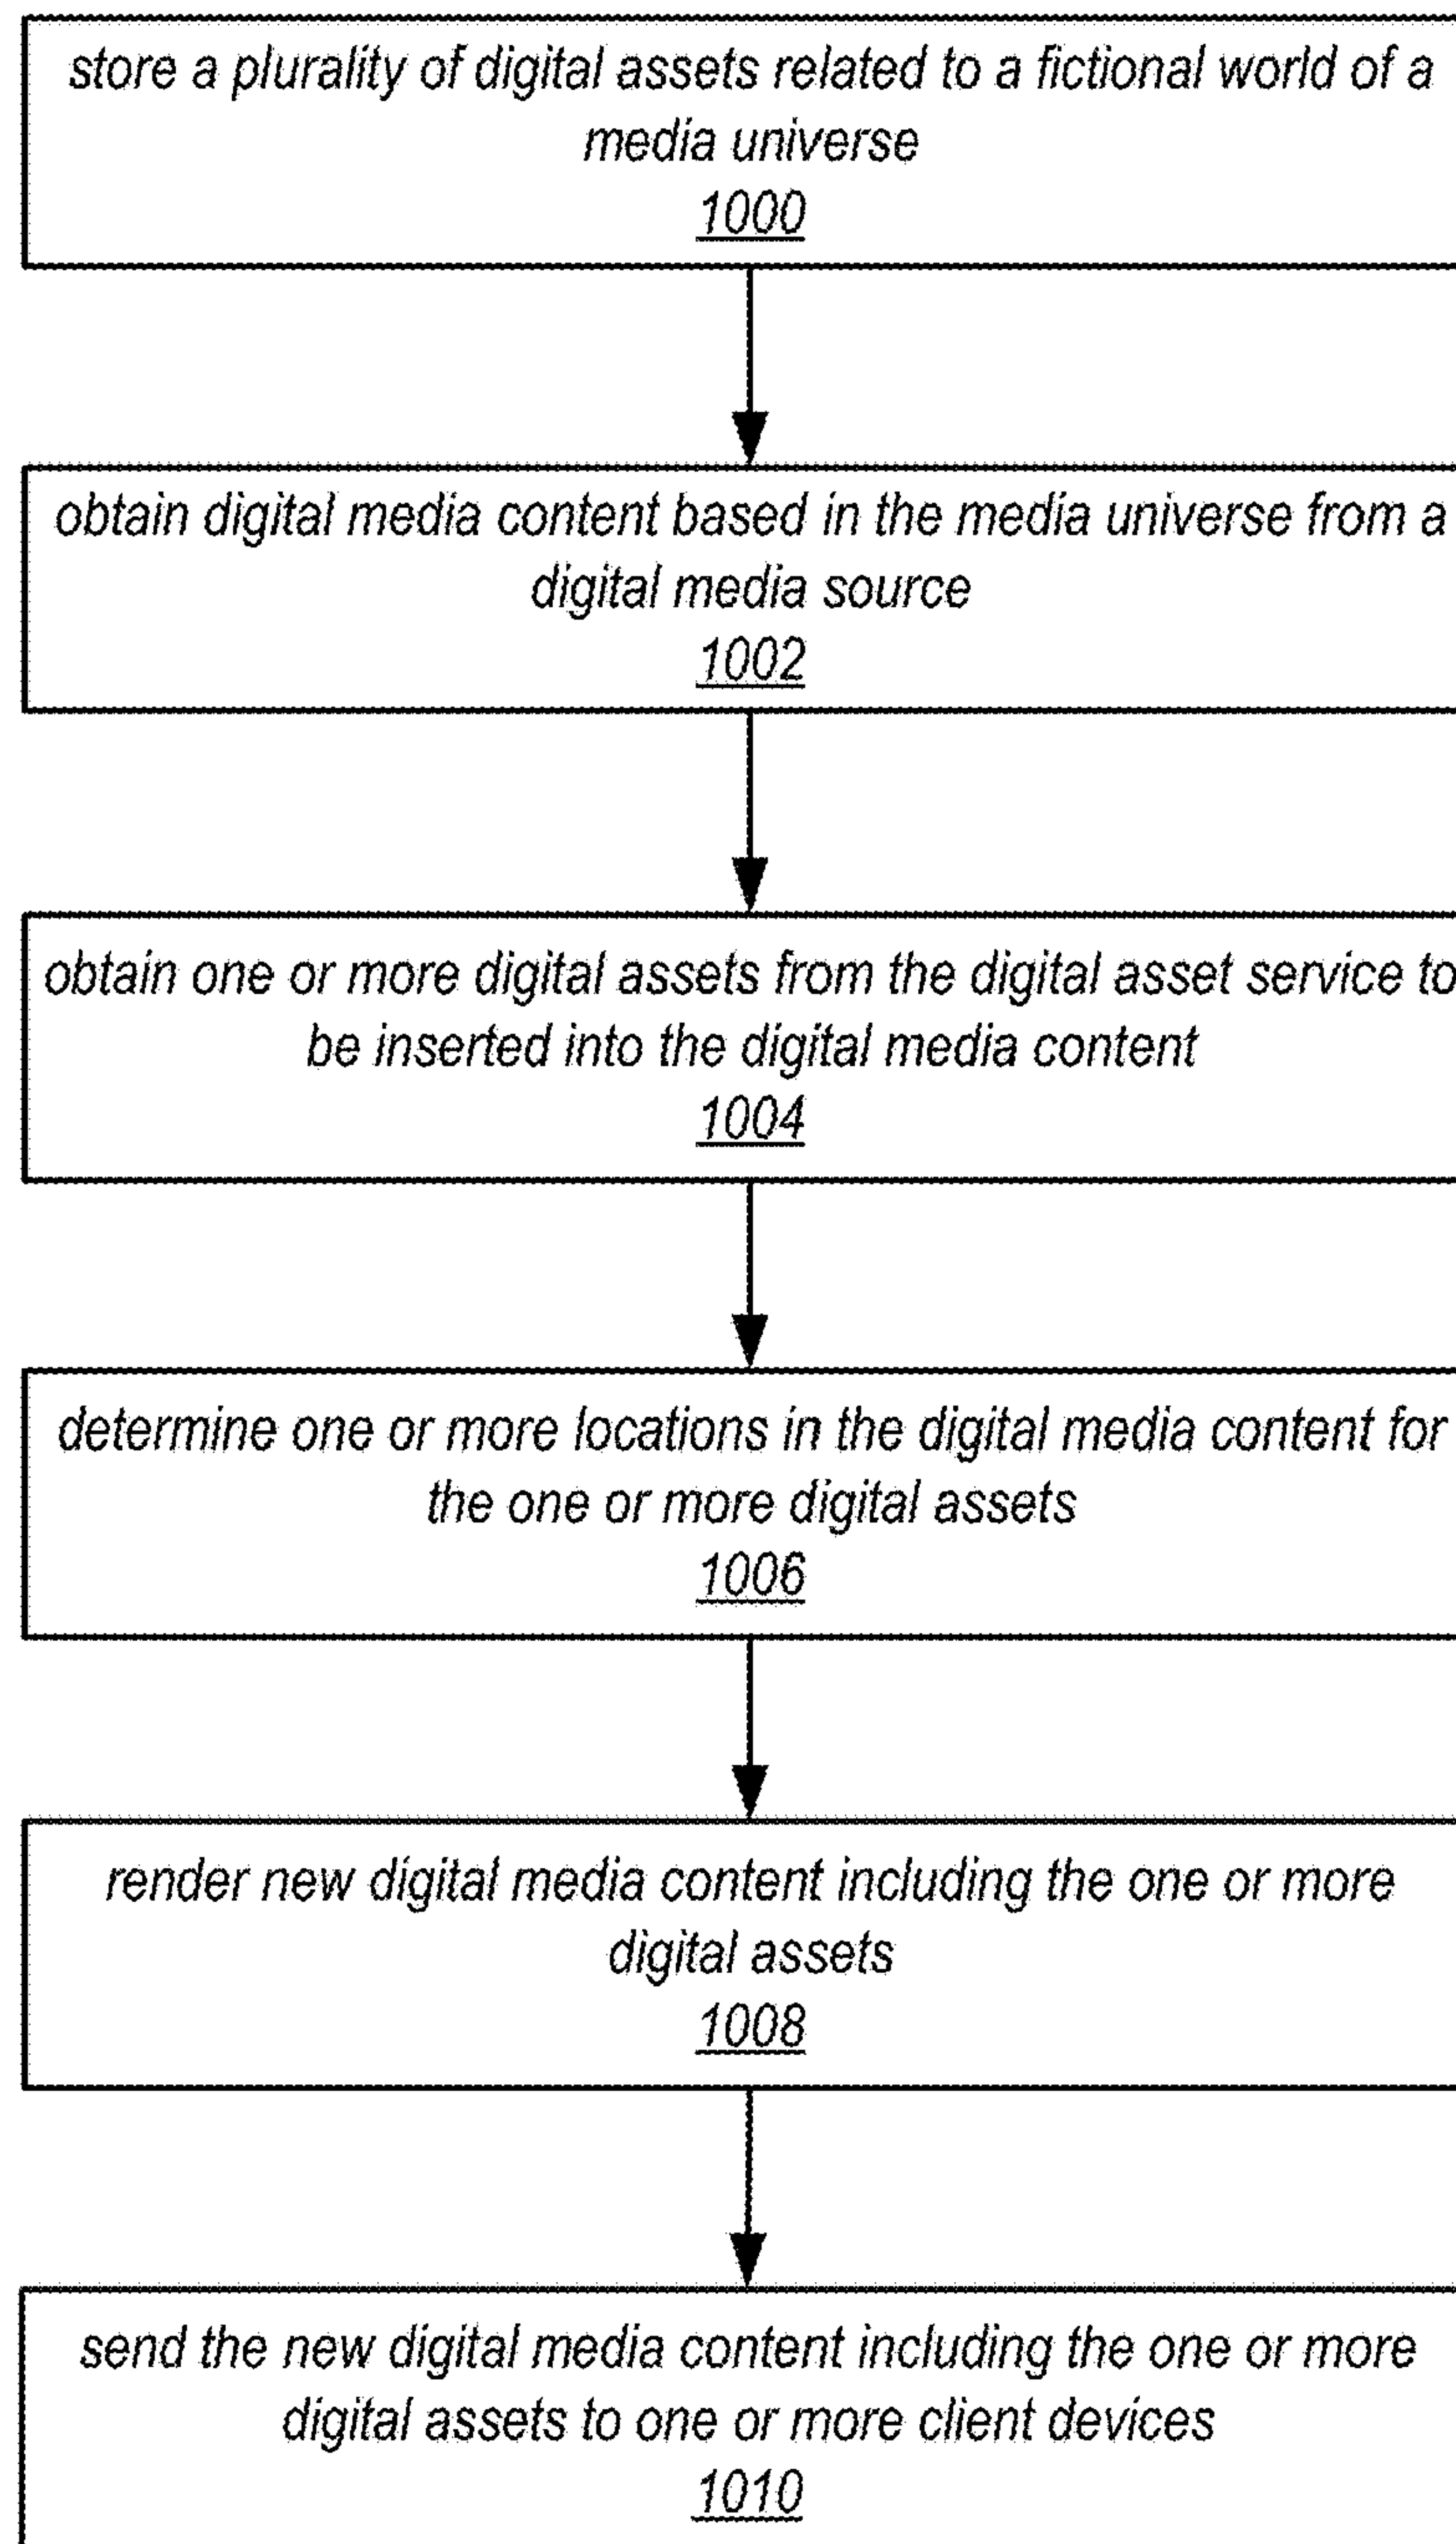 store a plurality of digital assets related to a fictional world of a
media universe
1000
obtain digital media content based in the media universe from a
digital media source
1002
obtain one or more digital assets from the digital asset service to
be inserted into the digital media content
1004
determine one or more locations in the digital media content for
the one or more digital assets
1006
render new digital media content including the one or more
digital assets
1008
send the new digital media content including the one or more
digital assets to one or more client devices
1010